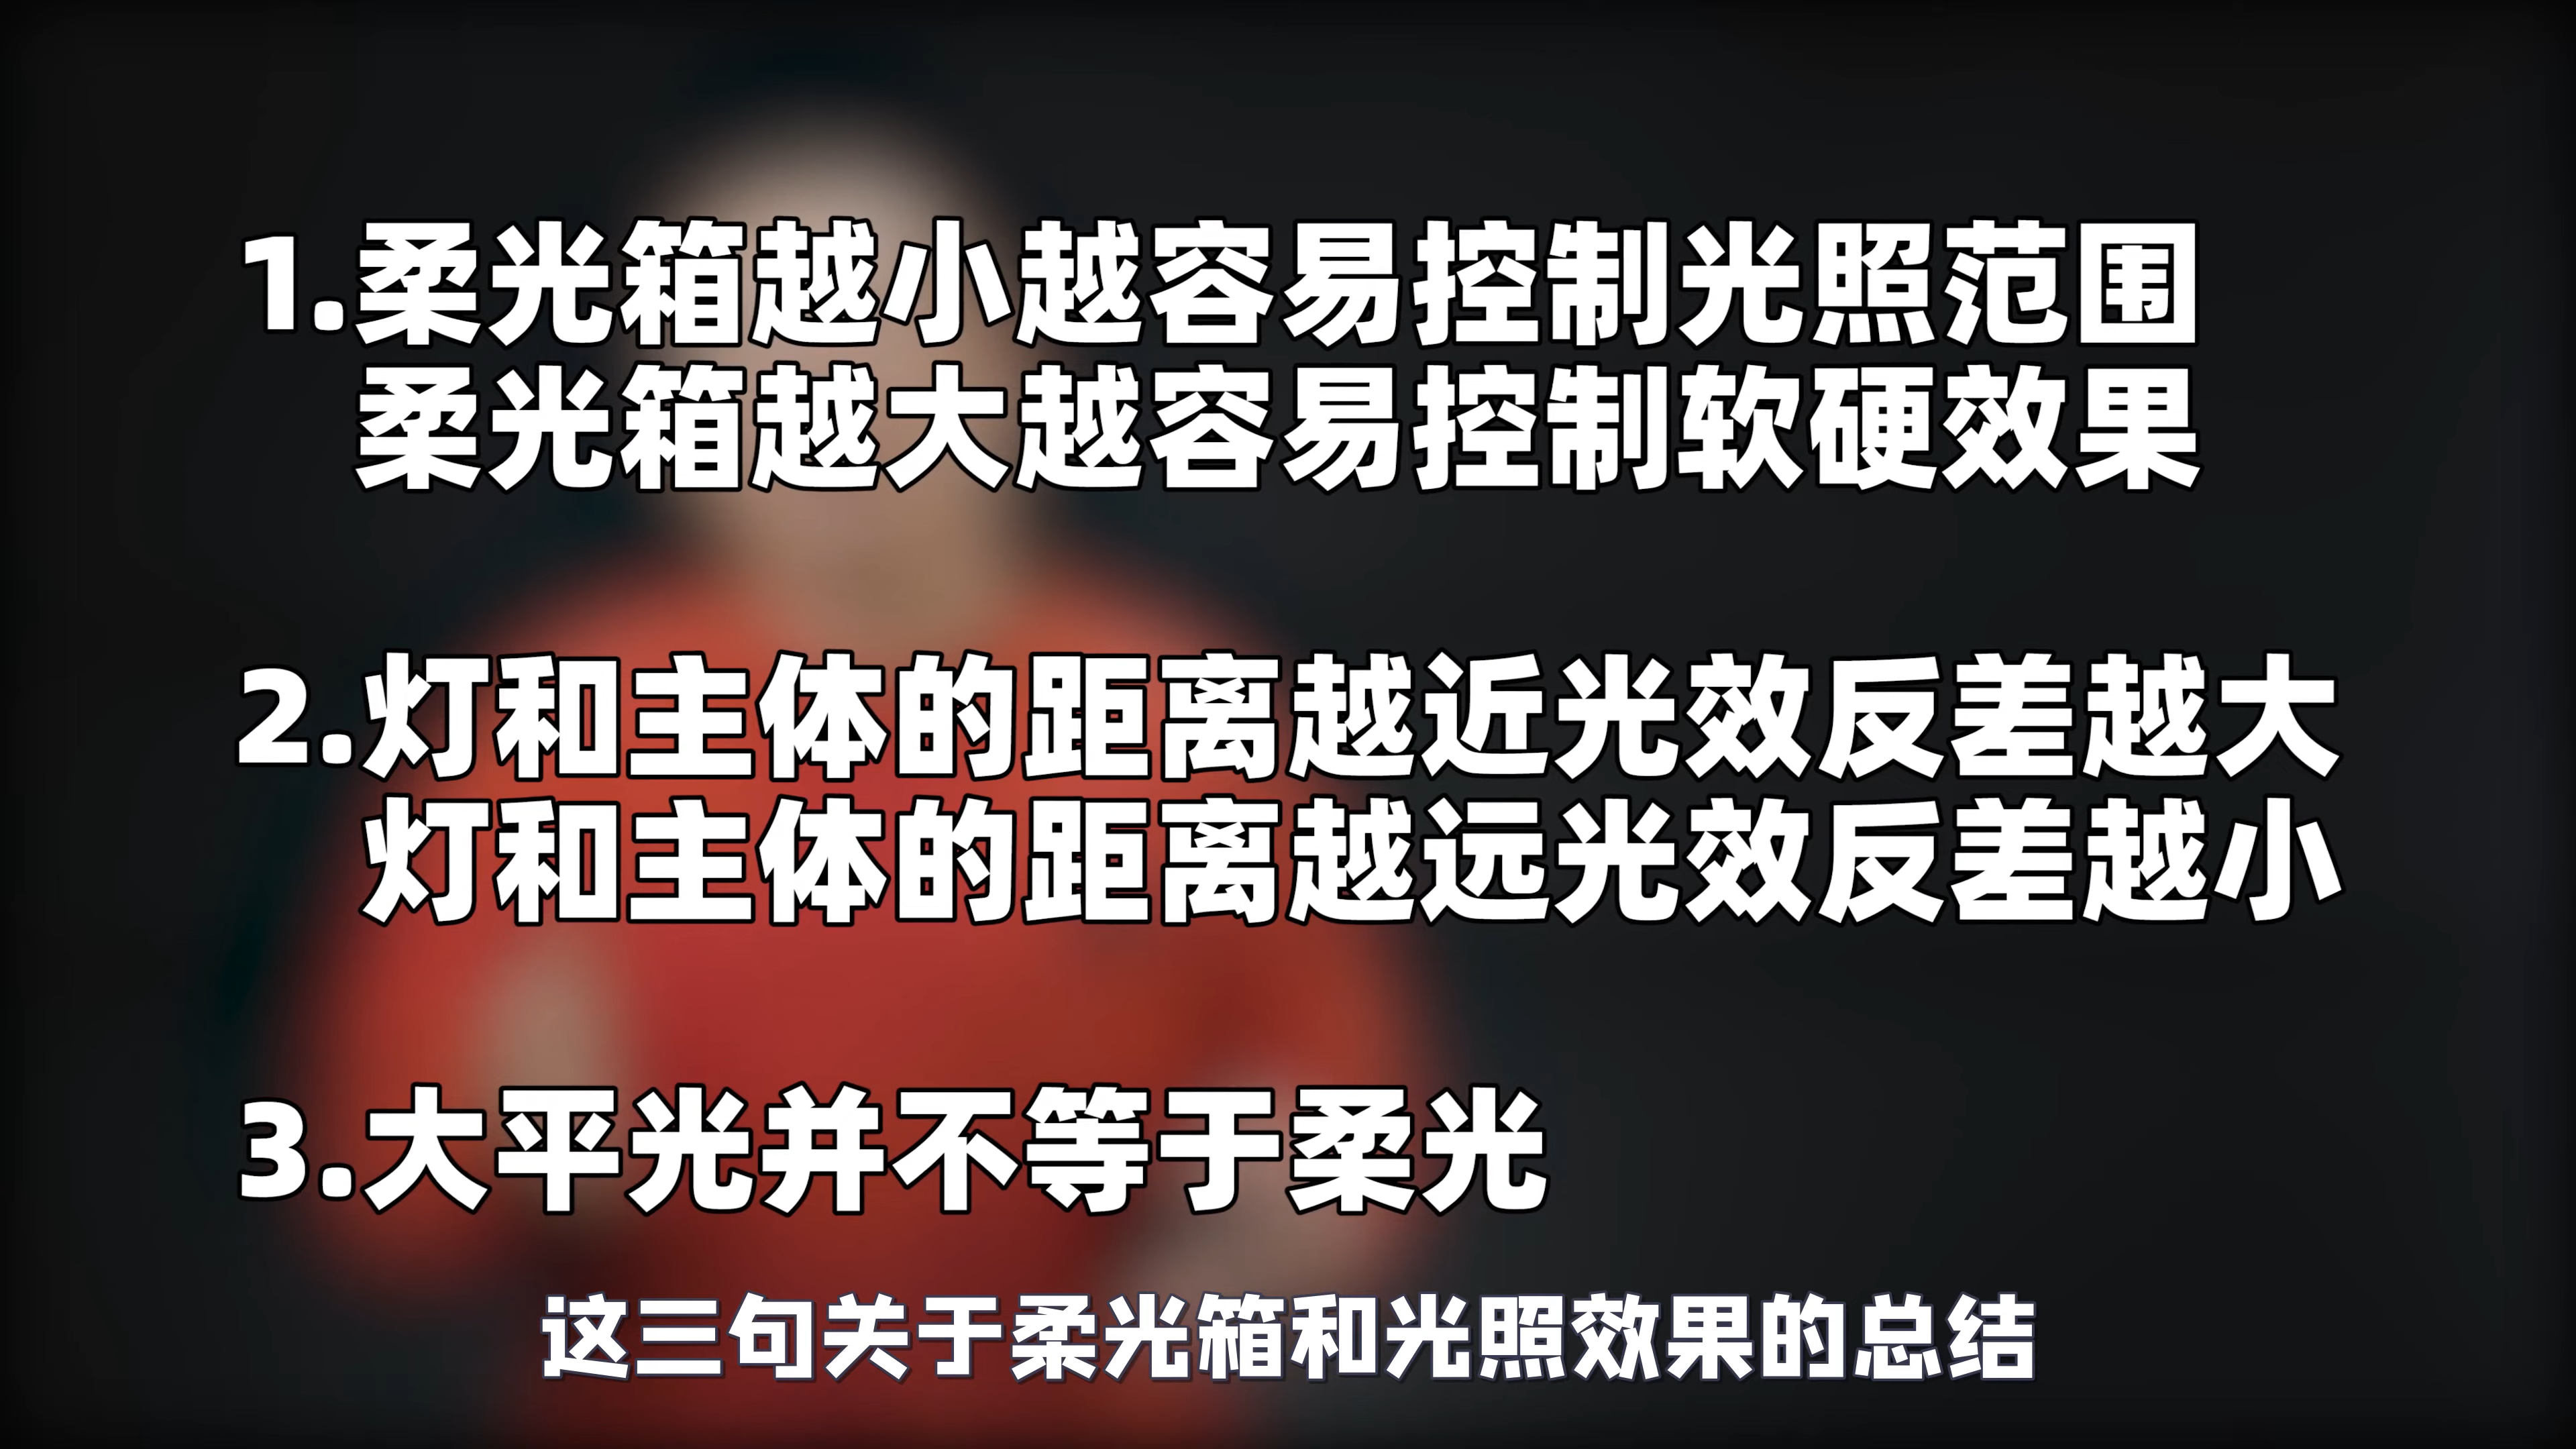 1.柔光箱越小越容易控制光照范围
柔光箱越大越容易控制软硬效果
2.灯和主体的距离越近光效反差越大
灯和主体的距离越远光效反差越小
3.大平光并不等于柔光
这三句关于柔光箱和光照效果的总结